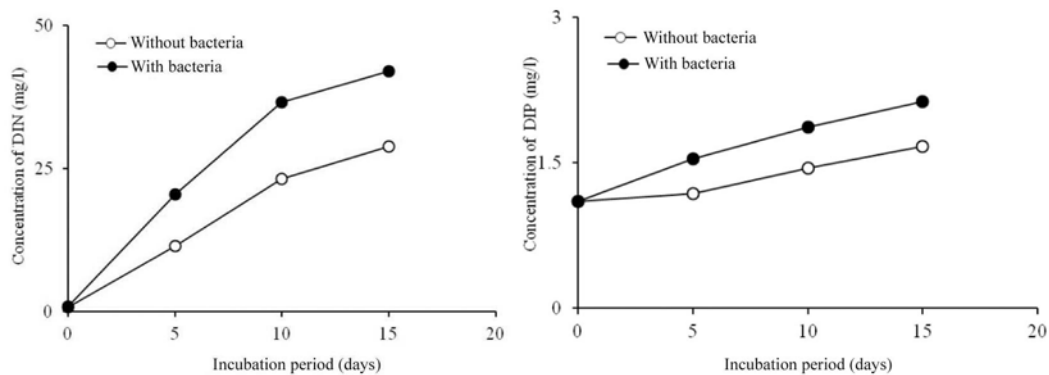 50
Without bacteria
With bacteria
Concentration of DIN (mg/l)
25
0
0 5 10 15 20
Incubation period (days)
3
Without bacteria
With bacteria
Concentration of DIP (mg/l)
1.5
0
0 5 10 15 20
Incubation period (days)